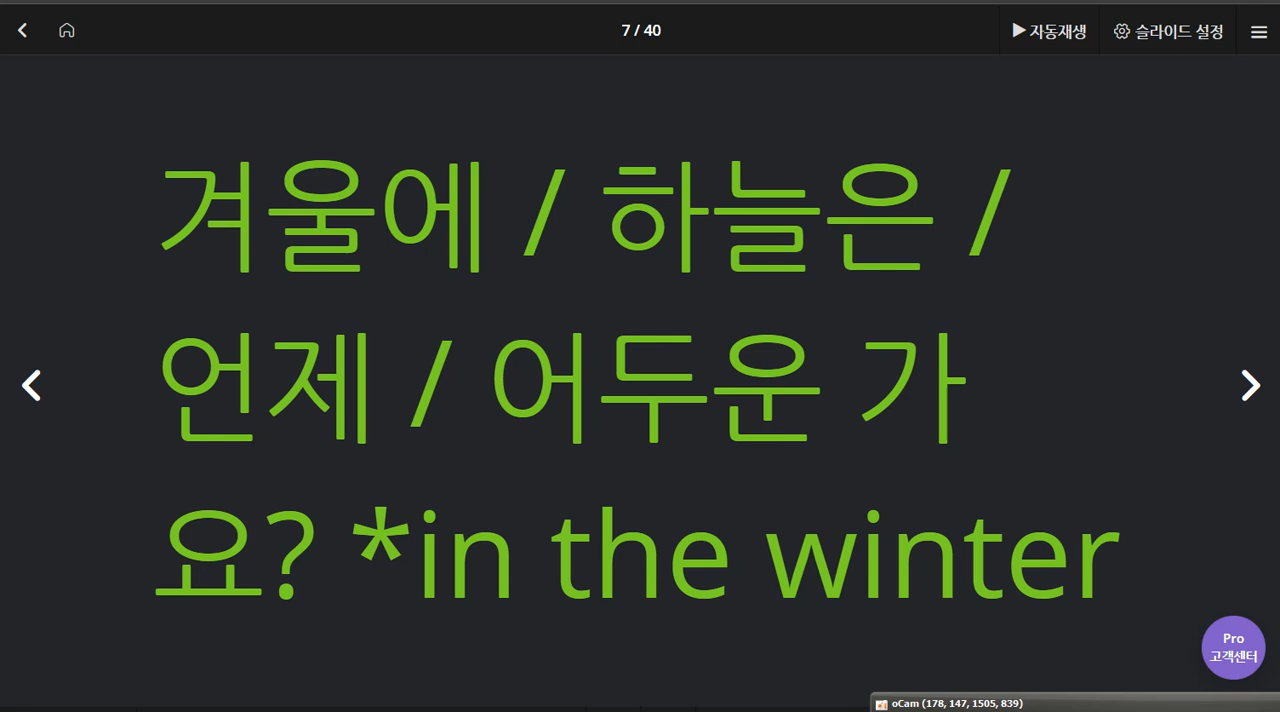 7 / 40
자동재생
슬라이드 설정
겨울에 / 하늘은 /
언제 / 어두운 가
요? *in the winter
Pro
고객센터
oCam (178, 147, 1505, 839)